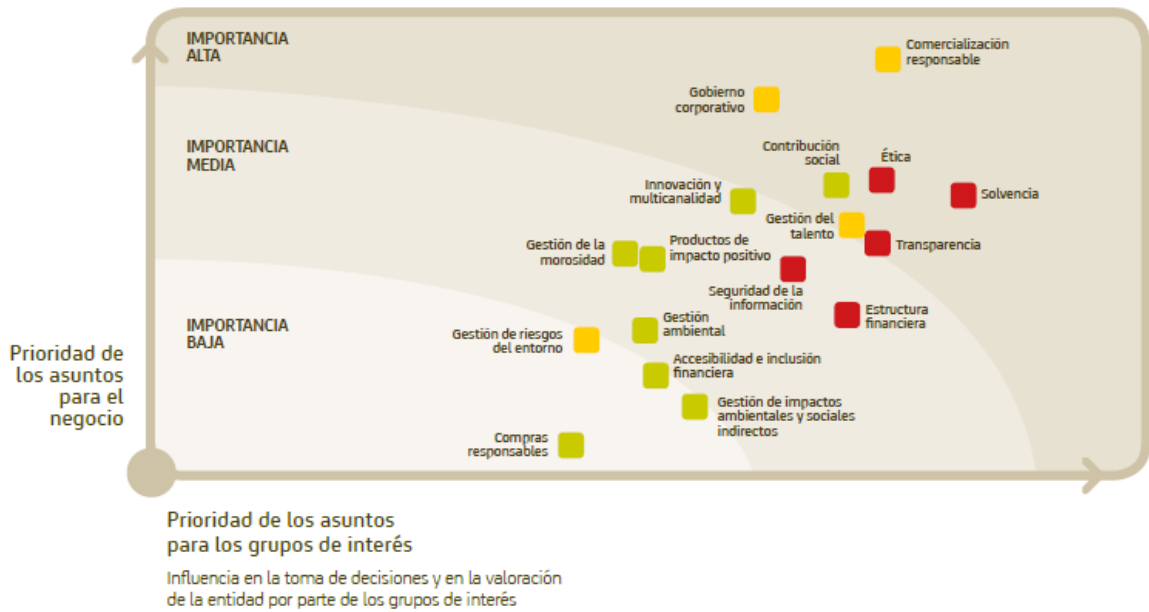 IMPORTANCIA
ALTA
Comercialización
responsable
Gobierno
corporativo
IMPORTANCIA
MEDIA
Contribución
social
Ética
Innovación y
multicanalidad
Solvencia
Gestión del
talento
Transparencia
Gestión de la
morosidad
Productos de
impacto positivo
Seguridad de la
información
Estructura
financiera
IMPORTANCIA
BAJA
Gestión de riesgos
del entorno
Gestión
ambiental
Accesibilidad e inclusión
financiera
Gestión de impactos
ambientales y sociales
indirectos
Compras
responsables
Prioridad de
los asuntos
para el
negocio
Prioridad de los asuntos
para los grupos de interés
Influencia en la toma de decisiones y en la valoración
de la entidad por parte de los grupos de interés